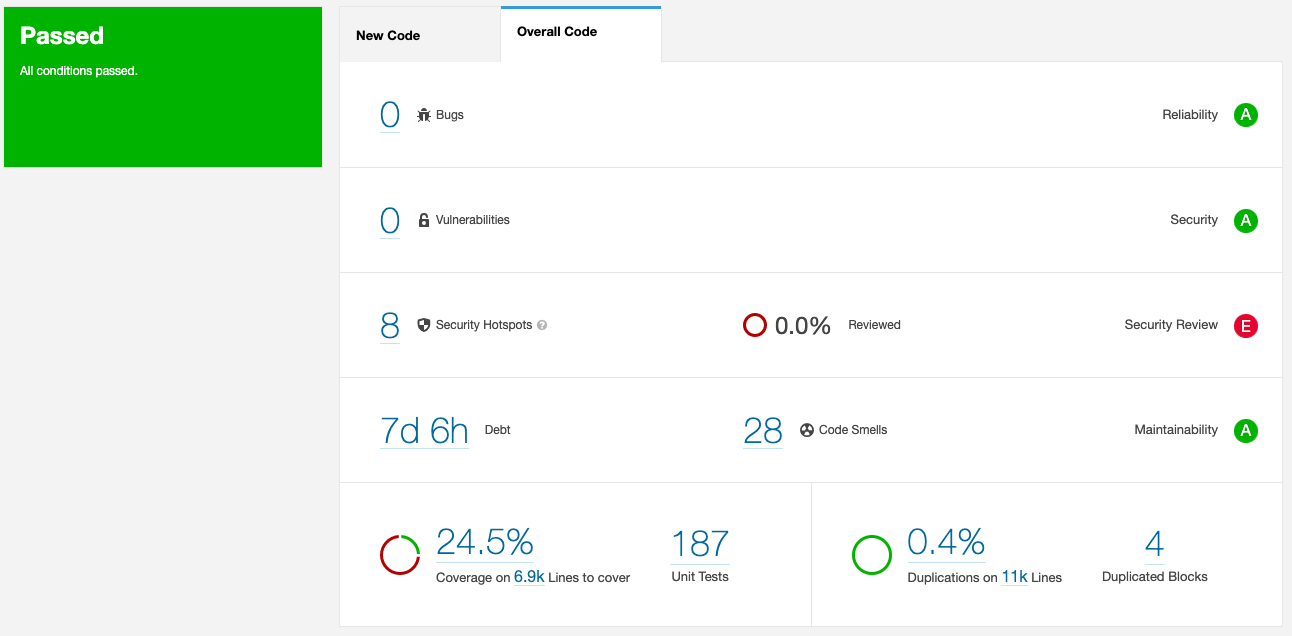 Passed
All conditions passed.
New Code
Overall Code
0 Bugs
Reliability A
0 Vulnerabilities
Security A
8 Security Hotspots ?
0.0% Reviewed
Security Review E
7d 6h Debt
28 Code Smells
Maintainability A
24.5%
Coverage on 6.9k Lines to cover
187
Unit Tests
0.4%
Duplications on 11k Lines
4
Duplicated Blocks